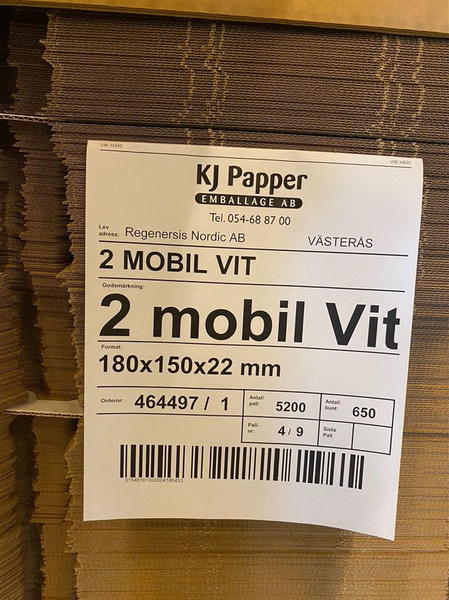 VIK HÄR!
VIK HÄR!
KJ Papper
EMBALLAGE AB
Tel. 054-68 87 00
Lev adress: Regenersis Nordic AB VÄSTERÅS
2 MOBIL VIT
Godsmärkning:
2 mobil Vit
Format:
180x150x22 mm
Ordernr: 464497 / 1
Antal/ pall: 5200
Antal/ bunt: 650
Pall- nr: 4 / 9
Sista Pall